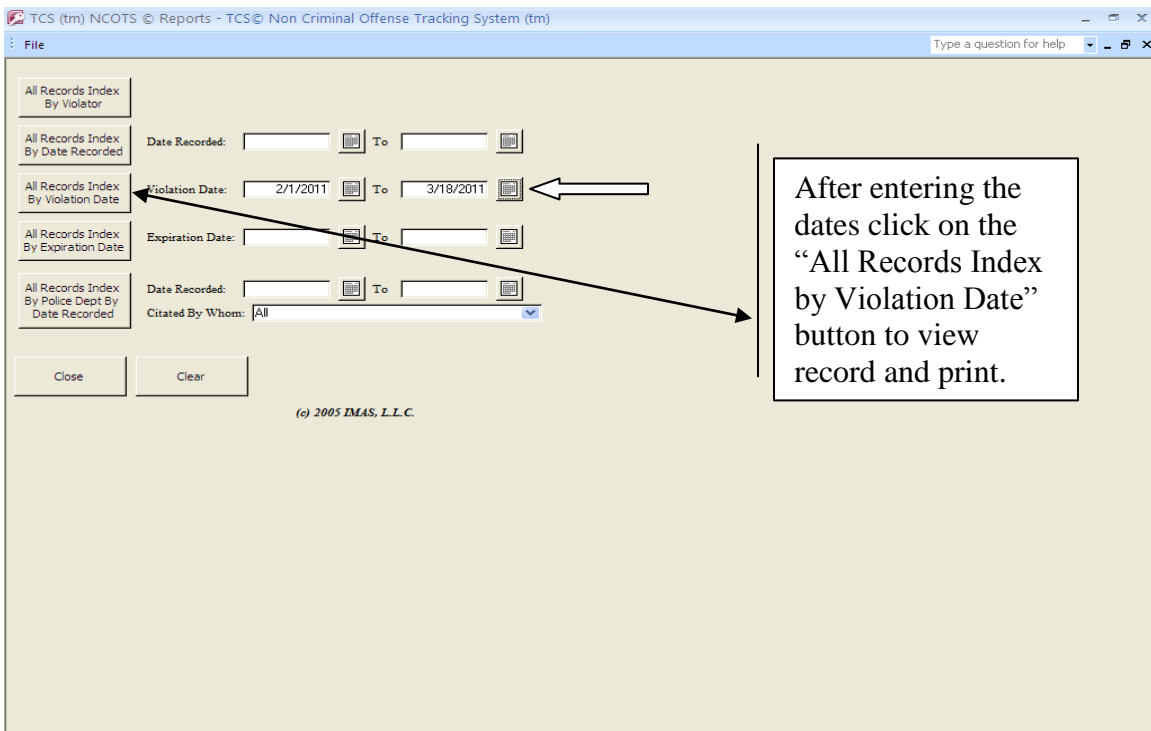 TCS (tm) NCOTS © Reports - TCS© Non Criminal Offense Tracking System (tm)
File
Type a question for help
All Records Index
By Violator
All Records Index
By Date Recorded
Date Recorded:
To
All Records Index
By Violation Date
Violation Date:
2/1/2011
To
3/18/2011
All Records Index
By Expiration Date
Expiration Date:
To
All Records Index
By Police Dept By
Date Recorded
Date Recorded:
To
Citated By Whom:
All
Close
Clear
(c) 2005 IMAS, L.L.C.
After entering the
dates click on the
“All Records Index
by Violation Date”
button to view
record and print.